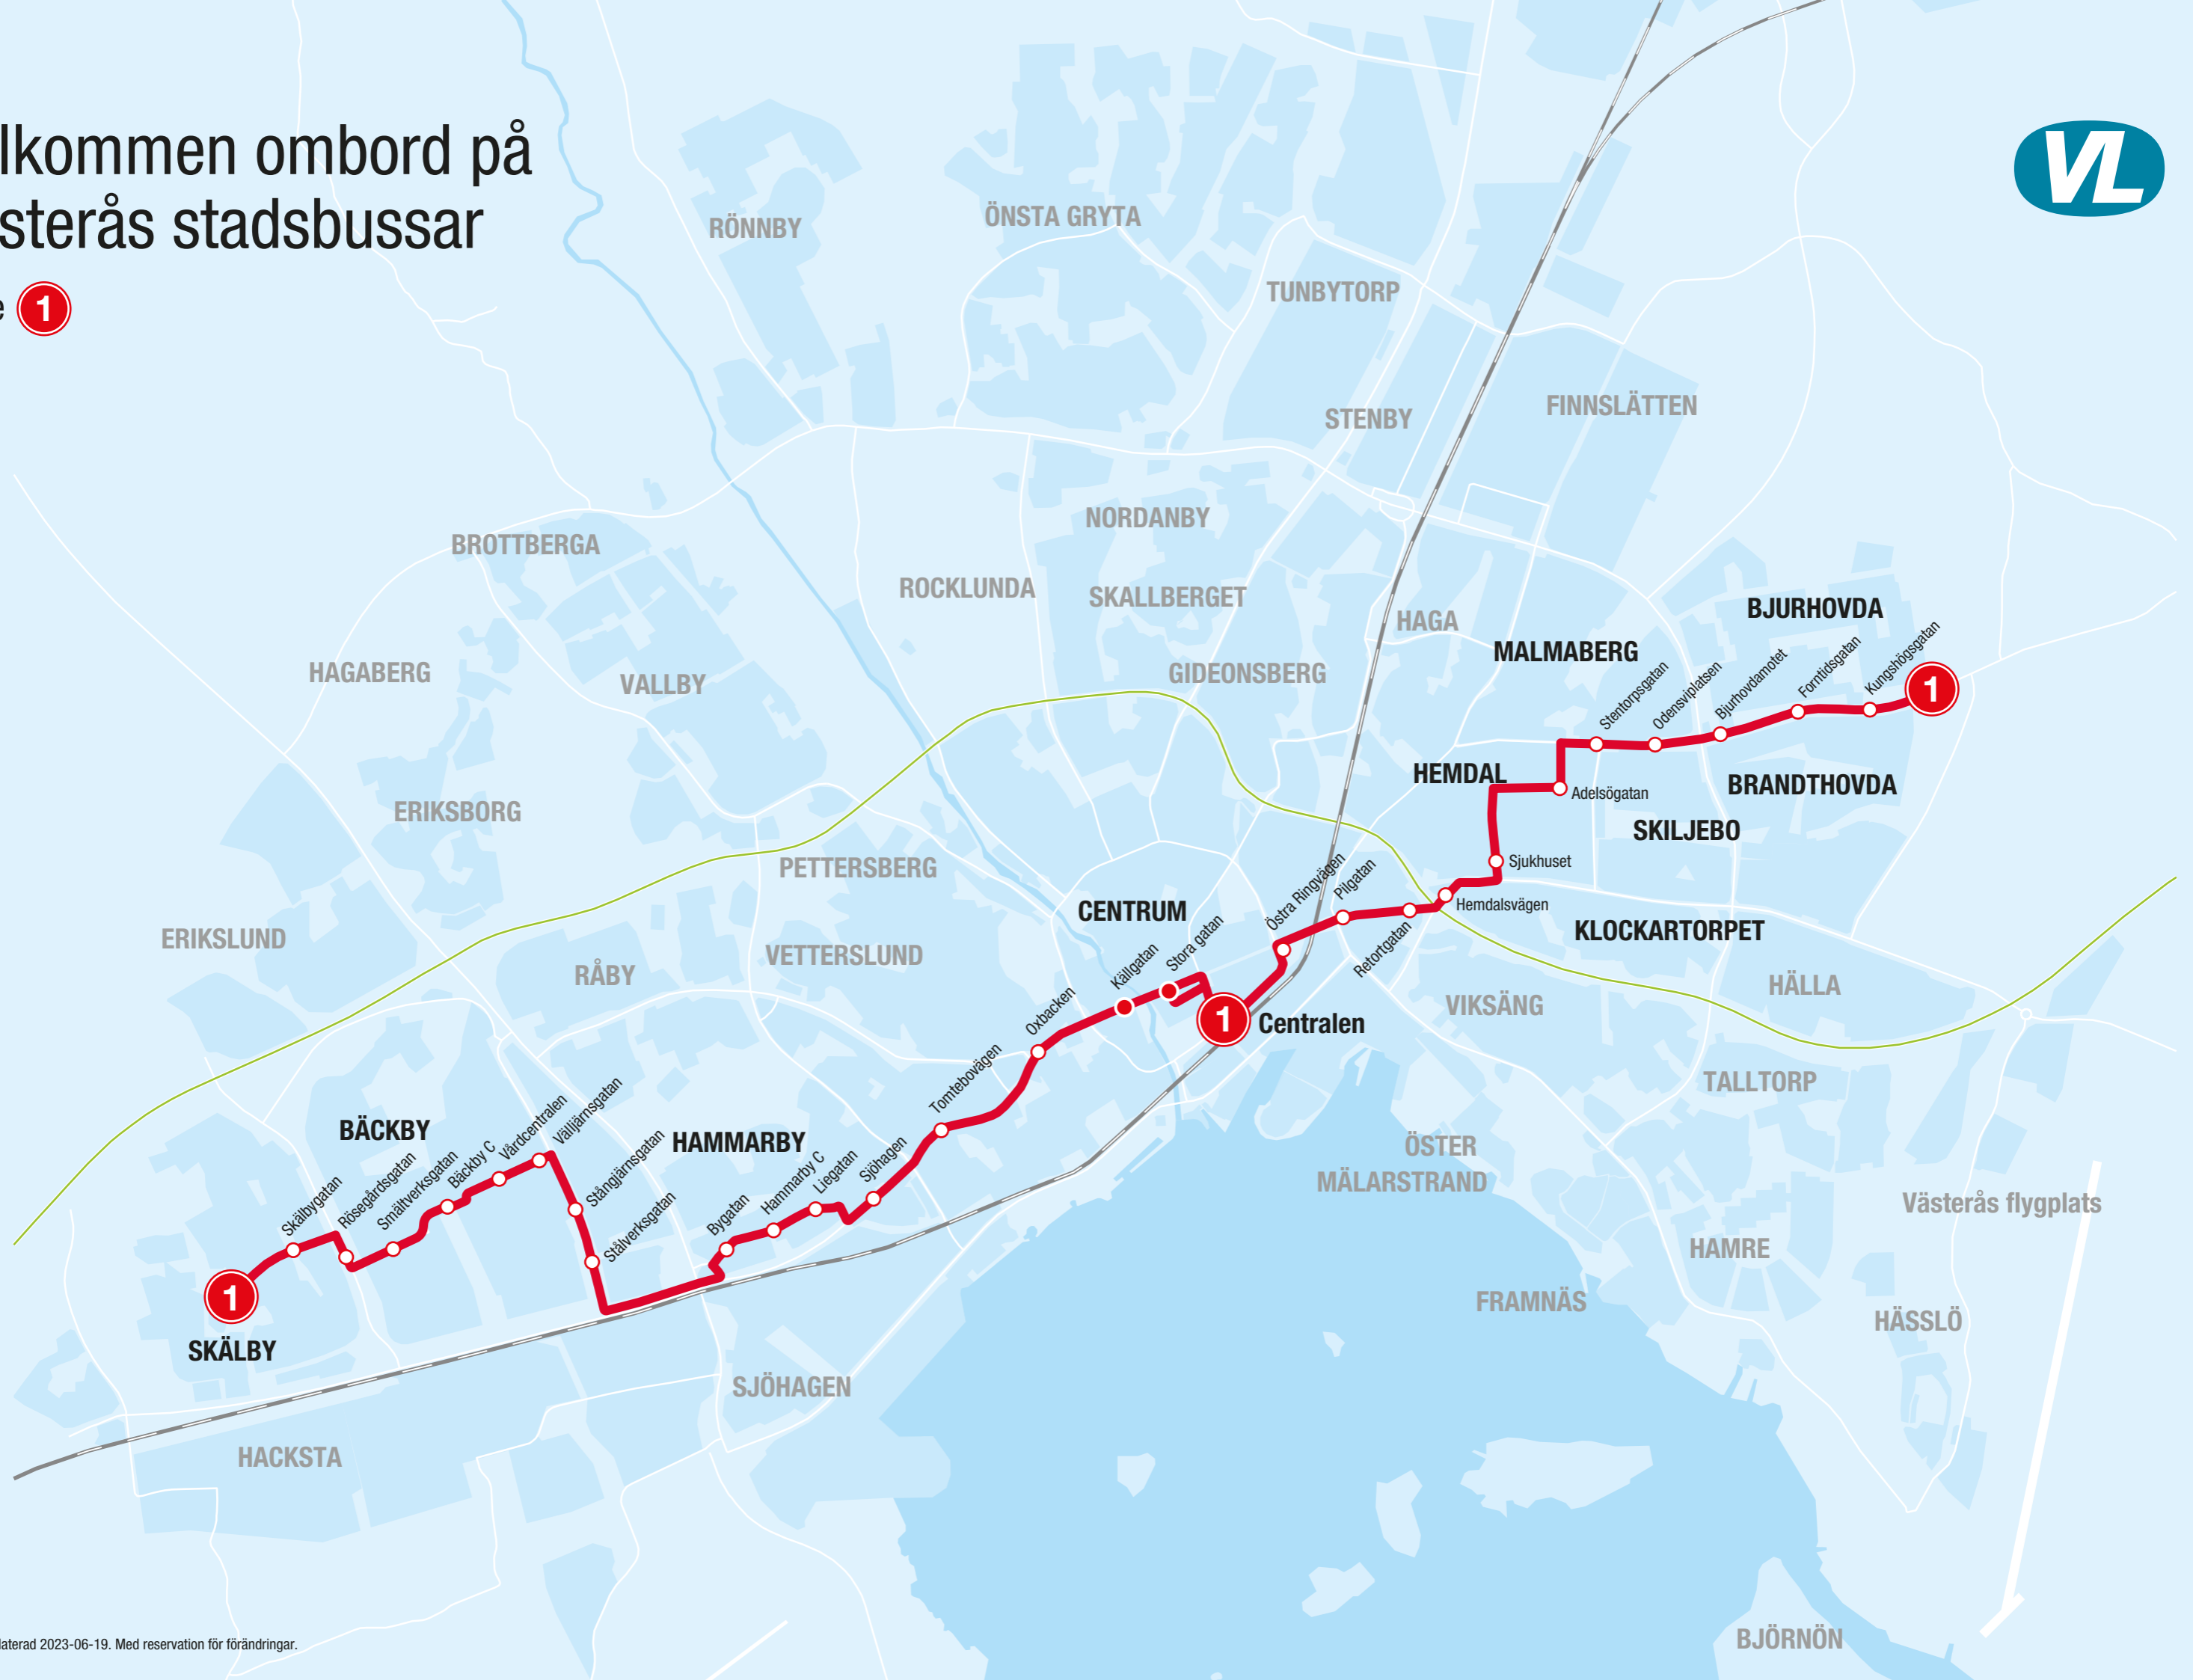 lkommen ombord på
sterås stadsbussar
e 1
VL
RÖNNBY
ÖNSTA GRYTA
TUNBYTORP
STENBY
FINNSLÄTTEN
NORDANBY
BROTTBERGA
ROCKLUNDA
SKALLBERGET
HAGA
BJURHOVDA
MALMABERG
HAGABERG
VALLBY
GIDEONSBERG
Stentorpsgatan
Odensviplatsen
Bjurhovdamotet
Forntidsgatan
Kungshögsgatan
1
HEMDAL
BRANDTHOVDA
Adelsögatan
ERIKSBORG
SKILJEBO
PETTERSBERG
Sjukhuset
CENTRUM
Östra Ringvägen
Pilgatan
Hemdalsvägen
Retortgatan
KLOCKARTORPET
ERIKSLUND
RÅBY
VETTERSLUND
Källgatan
Stora gatan
HÄLLA
VIKSÄNG
Oxbacken
1
Centralen
Tomtebovägen
TALLTORP
BÄCKBY
HAMMARBY
ÖSTER
MÄLARSTRAND
Skälbygatan
Rösegårdsgatan
Smältverksgatan
Bäckby C
Vårdcentralen
Välljärnsgatan
Stångjärnsgatan
Stålverksgatan
Bygatan
Hammarby C
Liegatan
Sjöhagen
Västerås flygplats
HAMRE
1
SKÄLBY
FRAMNÄS
HÄSSLÖ
SJÖHAGEN
HACKSTA
BJÖRNÖN
laterad 2023-06-19. Med reservation för förändringar.